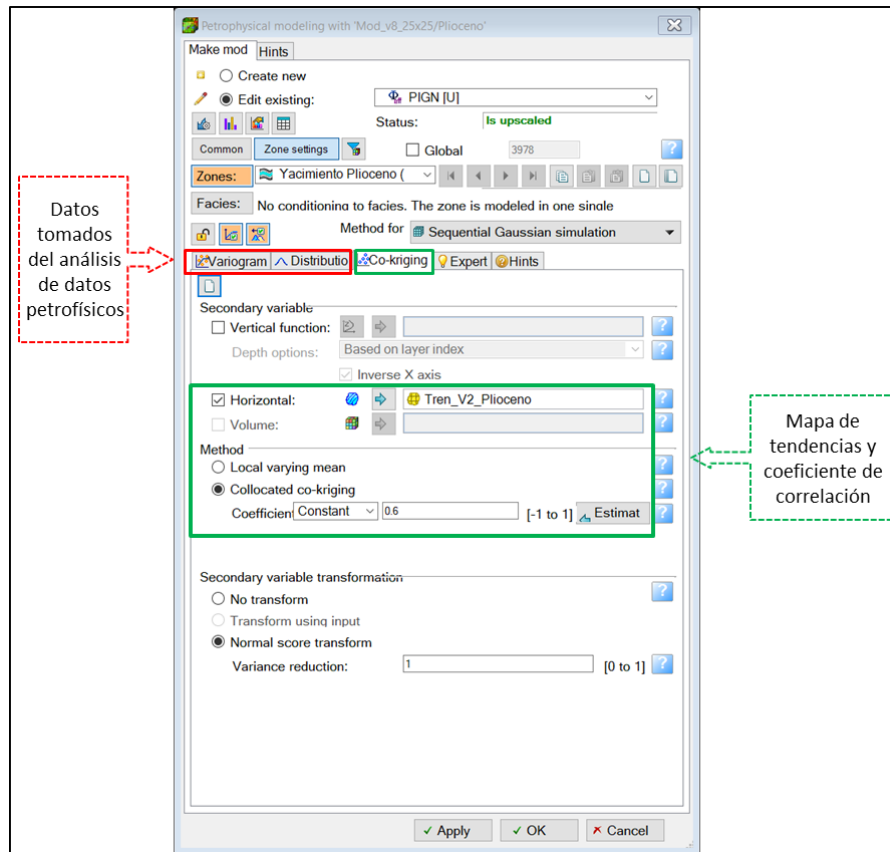 Petrophysical modeling with 'Mod_v8_25x25/Plioceno'
Make mod Hints
Create new
Edit existing: PIGN [U]
Status: Is upscaled
Common Zone settings Global 3978
Zones: Yacimiento Plioceno (
Facies: No conditioning to facies. The zone is modeled in one single
Method for Sequential Gaussian simulation
Variogram Distributio Co-kriging Expert Hints
Secondary variable
Vertical function:
Depth options: Based on layer index
Inverse X axis
Horizontal: Tren_V2_Plioceno
Volume:
Method
Local varying mean
Collocated co-kriging
Coefficien Constant 0.6 [-1 to 1] Estimat
Secondary variable transformation
No transform
Transform using input
Normal score transform
Variance reduction: 1 [0 to 1]
Apply OK Cancel
Datos
tomados
del análisis
de datos
petrofísicos
Mapa de
tendencias y
coeficiente de
correlación